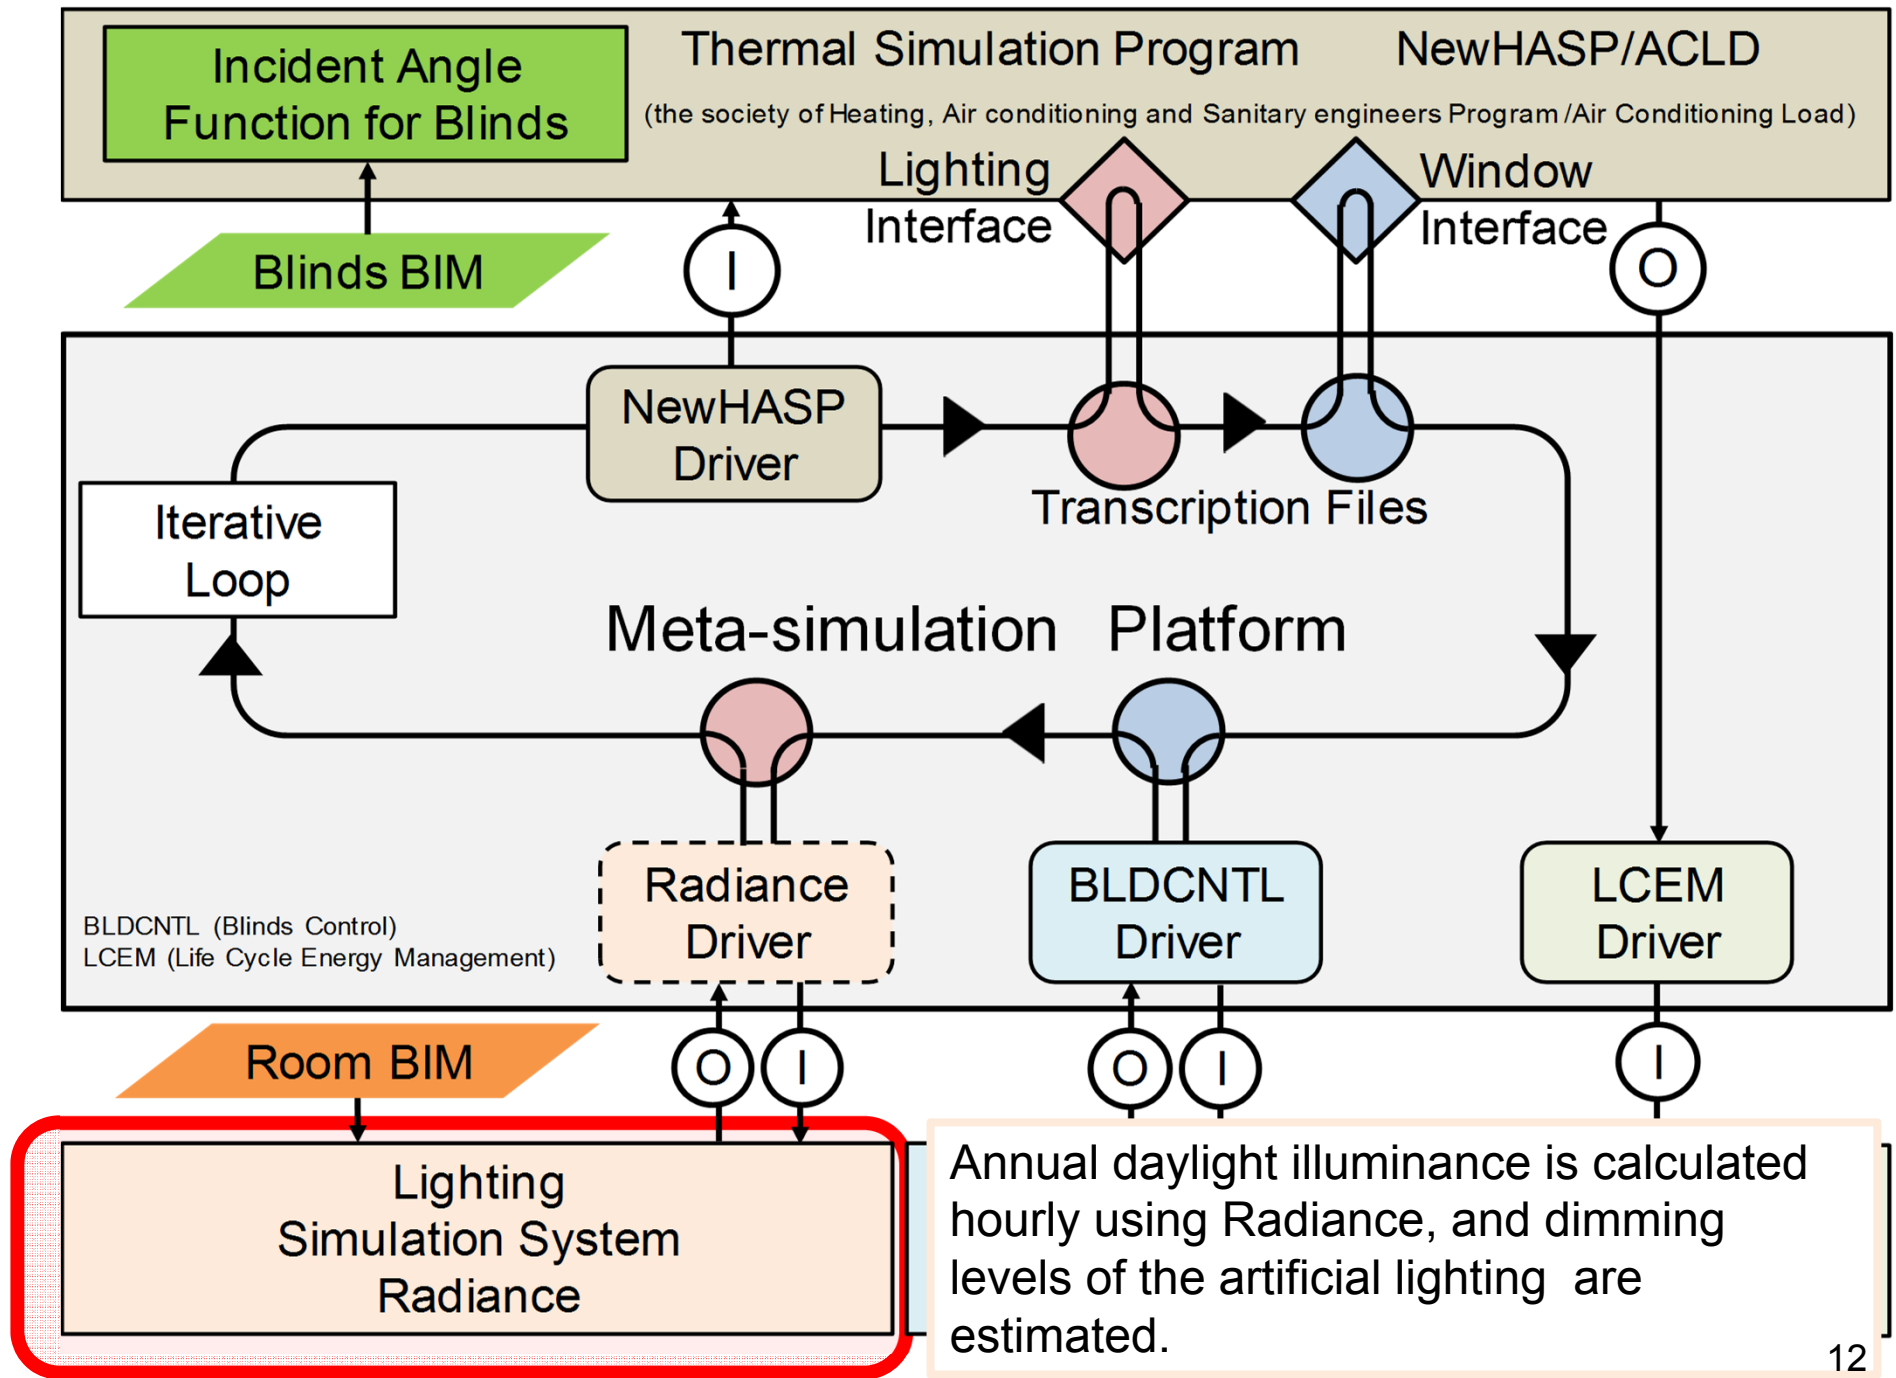 Incident Angle
Function for Blinds
Thermal Simulation Program NewHASP/ACLD
(the society of Heating, Air conditioning and Sanitary engineers Program /Air Conditioning Load)
Lighting
Interface
Window
Interface
Blinds BIM
I
O
NewHASP
Driver
Transcription Files
Iterative
Loop
Meta-simulation Platform
Radiance
Driver
BLDCNTL
Driver
LCEM
Driver
BLDCNTL (Blinds Control)
LCEM (Life Cycle Energy Management)
Room BIM
O
I
O
I
I
Lighting
Simulation System
Radiance
Annual daylight illuminance is calculated
hourly using Radiance, and dimming
levels of the artificial lighting are
estimated.
12